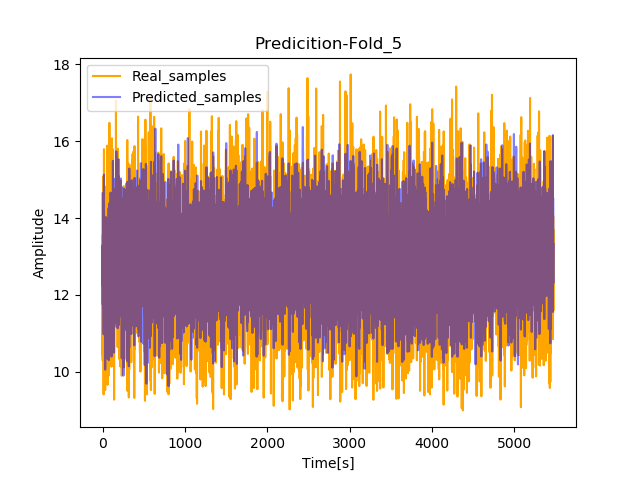 Predicition-Fold_5
Real_samples
Predicted_samples
Amplitude
18
16
14
12
10
0 1000 2000 3000 4000 5000
Time[s]